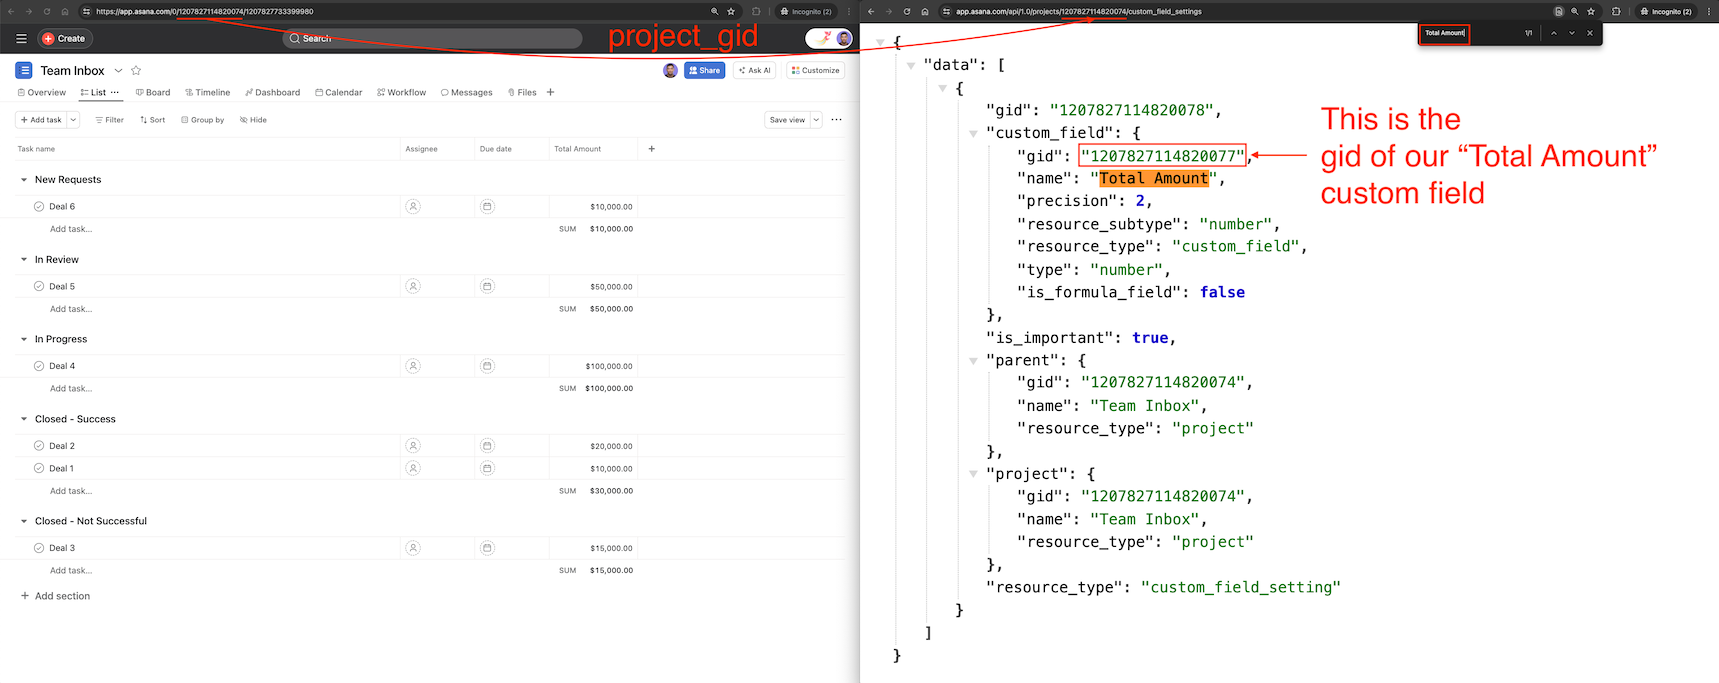 https://app.asana.com/0/1207827114820074/1207827733399980
Incognito (2)
Create
Search
project_gid
Team Inbox
Share
Ask AI
Customize
Overview
List
Board
Timeline
Dashboard
Calendar
Workflow
Messages
Files
+ Add task
Filter
Sort
Group by
Hide
Save view
Task name Assignee Due date Total Amount
New Requests
Deal 6 $10,000.00
Add task... SUM $10,000.00
In Review
Deal 5 $50,000.00
Add task... SUM $50,000.00
In Progress
Deal 4 $100,000.00
Add task... SUM $100,000.00
Closed - Success
Deal 2 $20,000.00
Deal 1 $10,000.00
Add task... SUM $30,000.00
Closed - Not Successful
Deal 3 $15,000.00
Add task... SUM $15,000.00
+ Add section
app.asana.com/api/1.0/projects/1207827114820074/custom_field_settings
Incognito (2)
Total Amount 1/1
{
"data": [
{
"gid": "1207827114820078",
"custom_field": {
"gid": "1207827114820077",
"name": "Total Amount",
"precision": 2,
"resource_subtype": "number",
"resource_type": "custom_field",
"type": "number",
"is_formula_field": false
},
"is_important": true,
"parent": {
"gid": "1207827114820074",
"name": "Team Inbox",
"resource_type": "project"
},
"project": {
"gid": "1207827114820074",
"name": "Team Inbox",
"resource_type": "project"
},
"resource_type": "custom_field_setting"
}
]
}
This is the
gid of our “Total Amount”
custom field